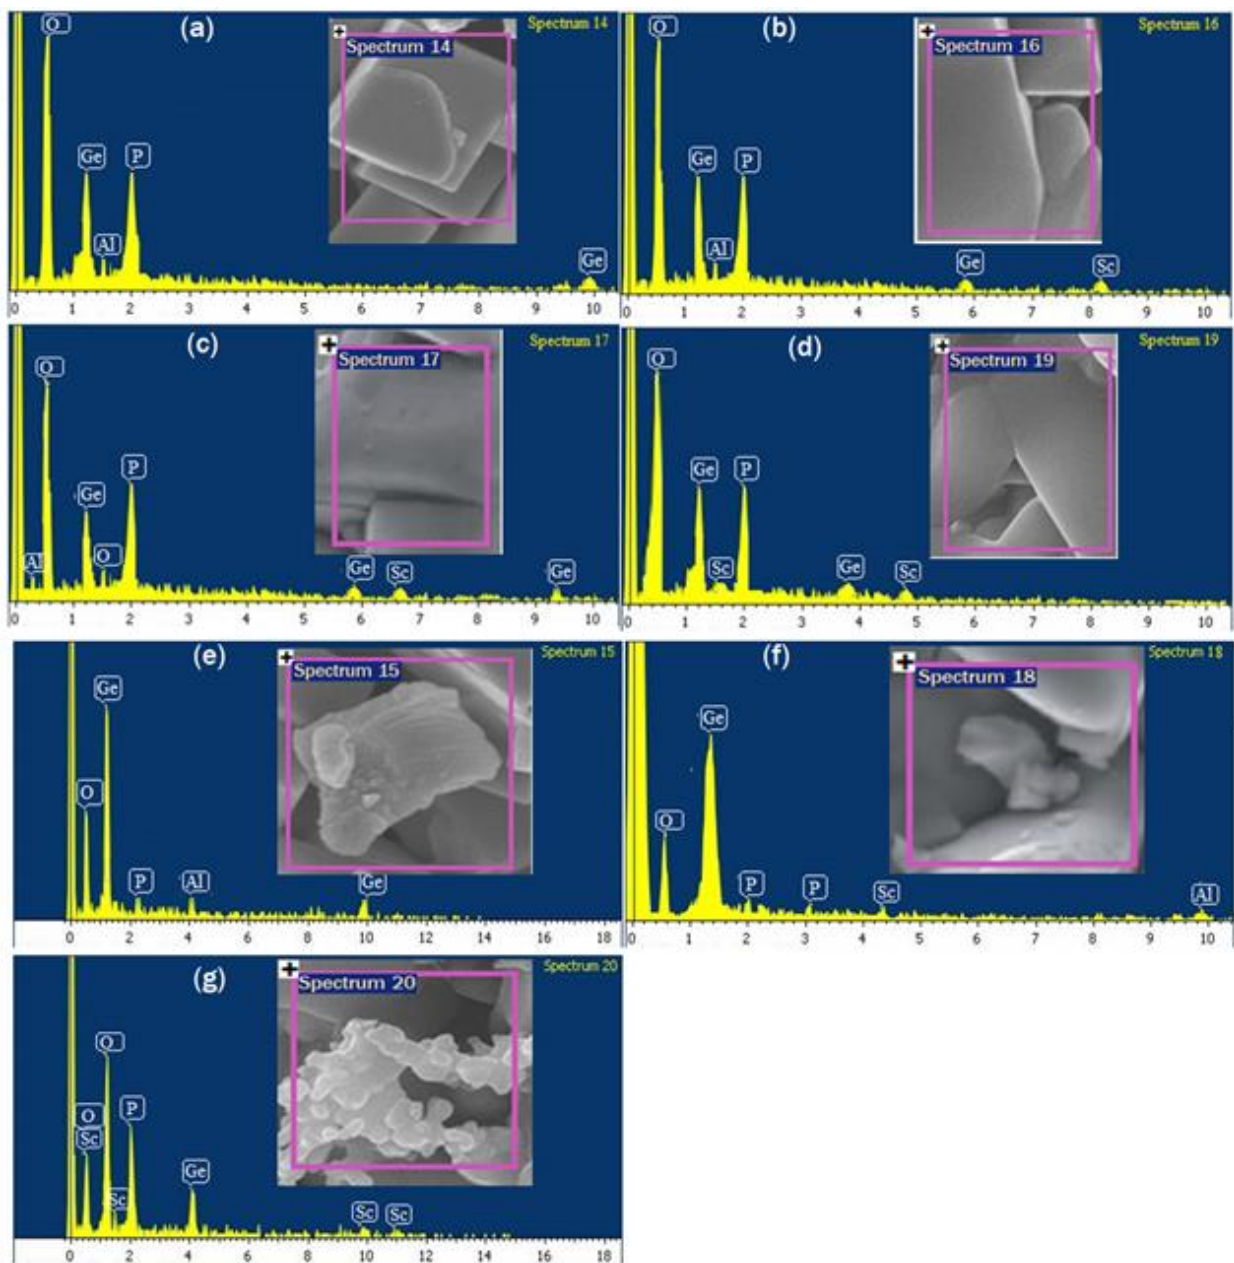 (a)
Spectrum 14
Spectrum 14
O
Ge
P
Al
Ge
0 1 2 3 4 5 6 7 8 9 10
(b)
Spectrum 16
Spectrum 16
O
Ge
P
Al
Ge
Sc
0 1 2 3 4 5 6 7 8 9 10
(c)
Spectrum 17
Spectrum 17
O
P
Ge
Al
O
Ge
Sc
Ge
0 1 2 3 4 5 6 7 8 9 10
(d)
Spectrum 19
Spectrum 19
O
Ge
P
Sc
Ge
Sc
0 1 2 3 4 5 6 7 8 9 10
(e)
Spectrum 15
Spectrum 15
Ge
O
P
Al
Ge
0 2 4 6 8 10 12 14 16 18
(f)
Spectrum 18
Spectrum 18
Ge
O
P
P
Sc
Al
0 1 2 3 4 5 6 7 8 9 10
(g)
Spectrum 20
Spectrum 20
O
O
P
Sc
Ge
Sc
Sc
Sc
0 2 4 6 8 10 12 14 16 18